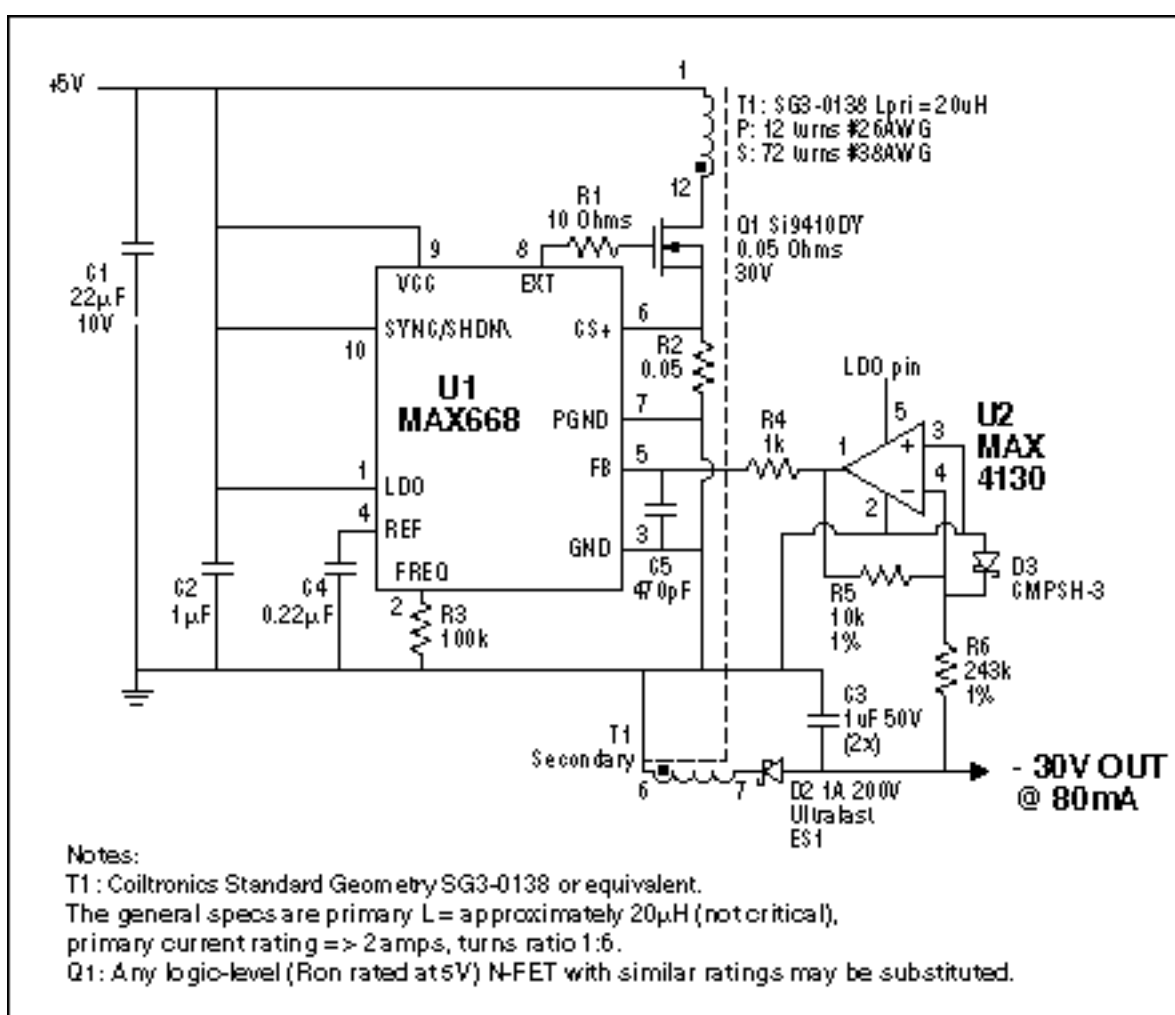 +5V
1
T1: SG3-0138 Lpri = 20uH
P: 12 turns #26AWG
S: 72 turns #38AWG
12
R1
10 Ohms
Q1 Si9410DY
0.05 Ohms
30V
C1
22µF
10V
9
8
VCC
EXT
SYNC/SHDN\
10
CS+
6
R2
0.05
U1
MAX668
PGND
7
LDO pin
5
U2
MAX
4130
R4
1k
1
+
3
−
4
2
FB
5
1
LDO
4
REF
GND
3
C5
470pF
FREQ
2
R3
100k
C2
1µF
C4
0.22µF
D3
CMPSH-3
R5
10k
1%
R6
243k
1%
C3
1uF 50V
(2x)
T1
Secondary
6
7
D2 1A 200V
Ultrafast
ES1
- 30V OUT
@ 80mA
Notes:
T1: Coiltronics Standard Geometry SG3-0138 or equivalent.
The general specs are primary L = approximately 20µH (not critical),
primary current rating => 2 amps, turns ratio 1:6.
Q1: Any logic-level (Ron rated at 5V) N-FET with similar ratings may be substituted.